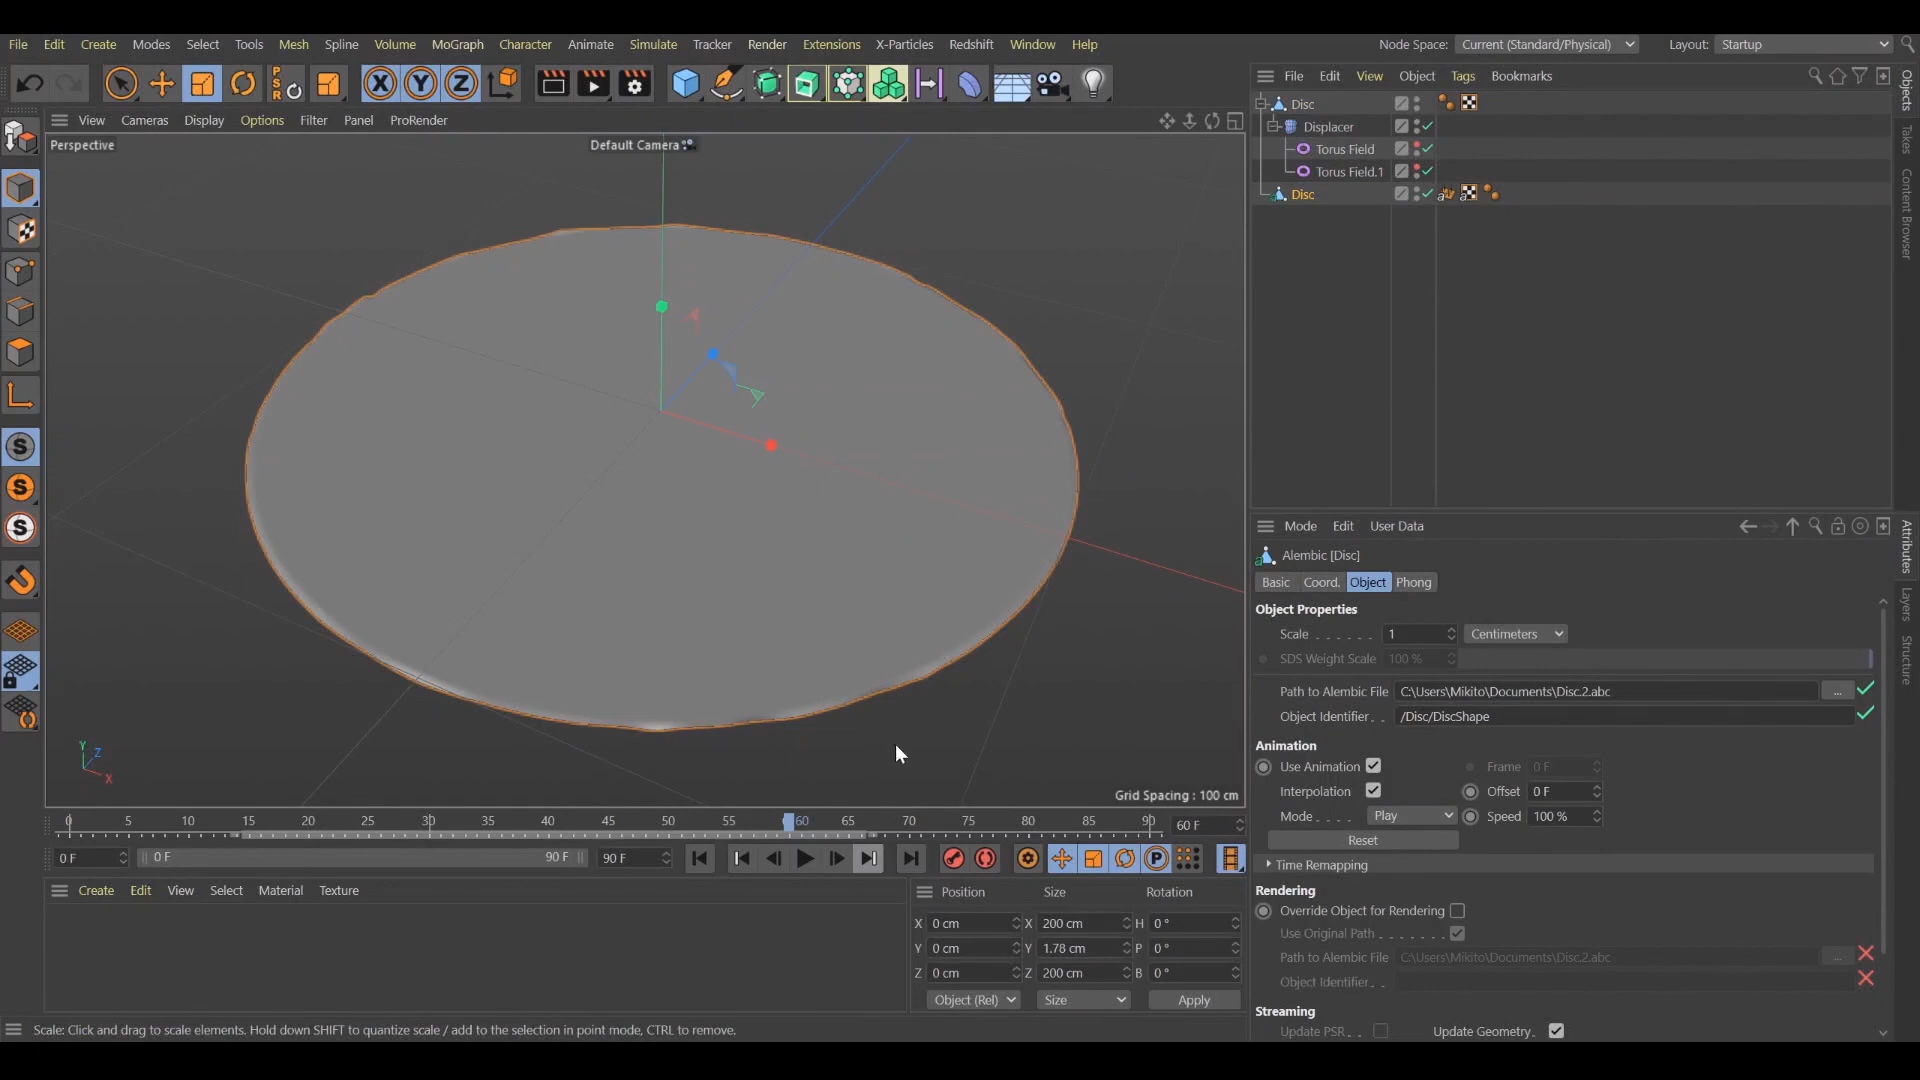 File Edit Create Modes Select Tools Mesh Spline Volume MoGraph Character Animate Simulate Tracker Render Extensions X-Particles Redshift Window Help Node Space: Current (Standard/Physical) Layout: Startup
PSR X Y Z
File Edit View Object Tags Bookmarks
View Cameras Display Options Filter Panel ProRender
Perspective Default Camera
Disc
Displacer
Torus Field
Torus Field.1
Disc
Objects
Takes
Content Browser
Mode Edit User Data
Alembic [Disc]
Basic Coord. Object Phong
Object Properties
Scale 1 Centimeters
SDS Weight Scale 100 %
Path to Alembic File C:\Users\Mikito\Documents\Disc.2.abc ...
Object Identifier . . /Disc/DiscShape
Animation
Use Animation Frame 0 F
Interpolation Offset 0 F
Mode . . . . Play Speed 100 %
Reset
Time Remapping
Rendering
Override Object for Rendering
Use Original Path
Path to Alembic File C:\Users\Mikito\Documents\Disc.2.abc ...
Object Identifier . .
Streaming
Update PSR . . Update Geometry .
Attributes
Layers
Structure
S
S
S
Y Z X
Grid Spacing : 100 cm
0 5 10 15 20 25 30 35 40 45 50 55 60 65 70 75 80 85 90 60 F
0 F 0 F 90 F 90 F P
Create Edit View Select Material Texture
Position Size Rotation
X 0 cm X 200 cm H 0 °
Y 0 cm Y 1.78 cm P 0 °
Z 0 cm Z 200 cm B 0 °
Object (Rel) Size Apply
Scale: Click and drag to scale elements. Hold down SHIFT to quantize scale / add to the selection in point mode, CTRL to remove.